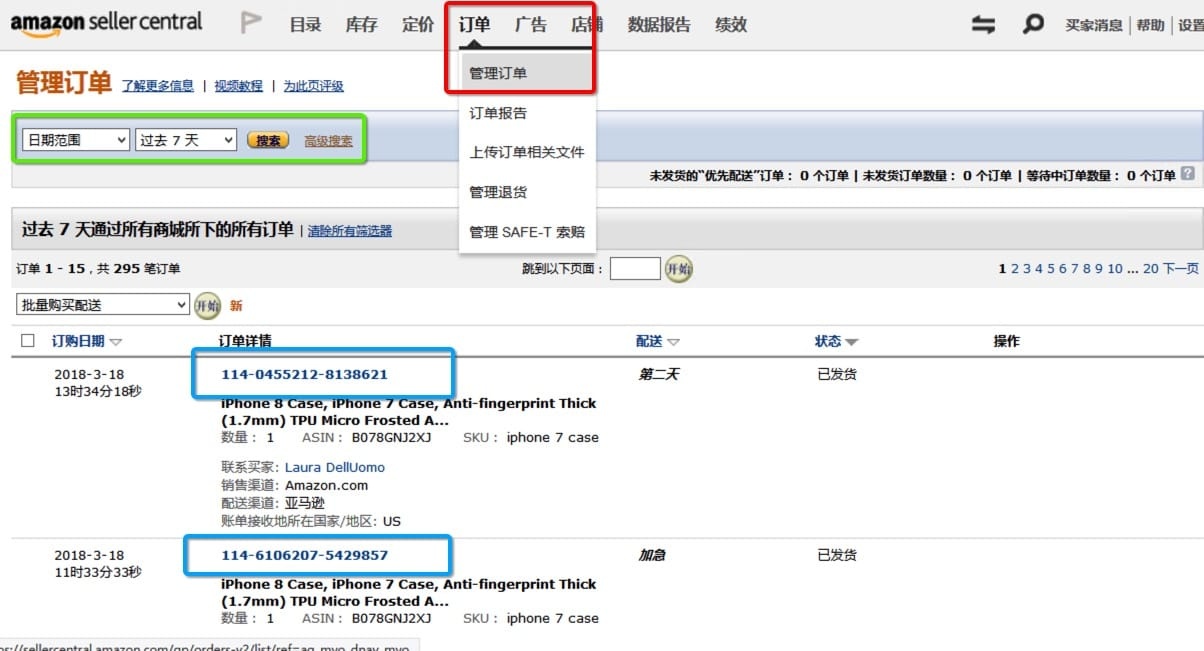 amazon seller central 目录 库存 定价 订单 广告 店铺 数据报告 绩效 买家消息 | 帮助 | 设置
管理订单
订单报告
上传订单相关文件
管理退货
管理 SAFE-T 索赔
管理订单 了解更多信息 | 视频教程 | 为此页评级
日期范围 过去 7 天 搜索 高级搜索
未发货的“优先配送”订单： 0 个订单 | 未发货订单数量： 0 个订单 | 等待中订单数量： 0 个订单 ?
过去 7 天通过所有商城所下的所有订单 | 清除所有筛选器
订单 1 - 15，共 295 笔订单 跳到以下页面： 开始 1 2 3 4 5 6 7 8 9 10 ... 20 下一页
批量购买配送 开始 新
订购日期 订单详情 配送 状态 操作
2018-3-18 114-0455212-8138621 第二天 已发货
13时34分18秒
iPhone 8 Case, iPhone 7 Case, Anti-fingerprint Thick
(1.7mm) TPU Micro Frosted A...
数量： 1 ASIN： B078GNJ2XJ SKU： iphone 7 case
联系买家: Laura DellUomo
销售渠道: Amazon.com
配送渠道: 亚马逊
账单接收地所在国家/地区: US
2018-3-18 114-6106207-5429857 加急 已发货
11时33分33秒
iPhone 8 Case, iPhone 7 Case, Anti-fingerprint Thick
(1.7mm) TPU Micro Frosted A...
数量： 1 ASIN： B078GNJ2XJ SKU： iphone 7 case